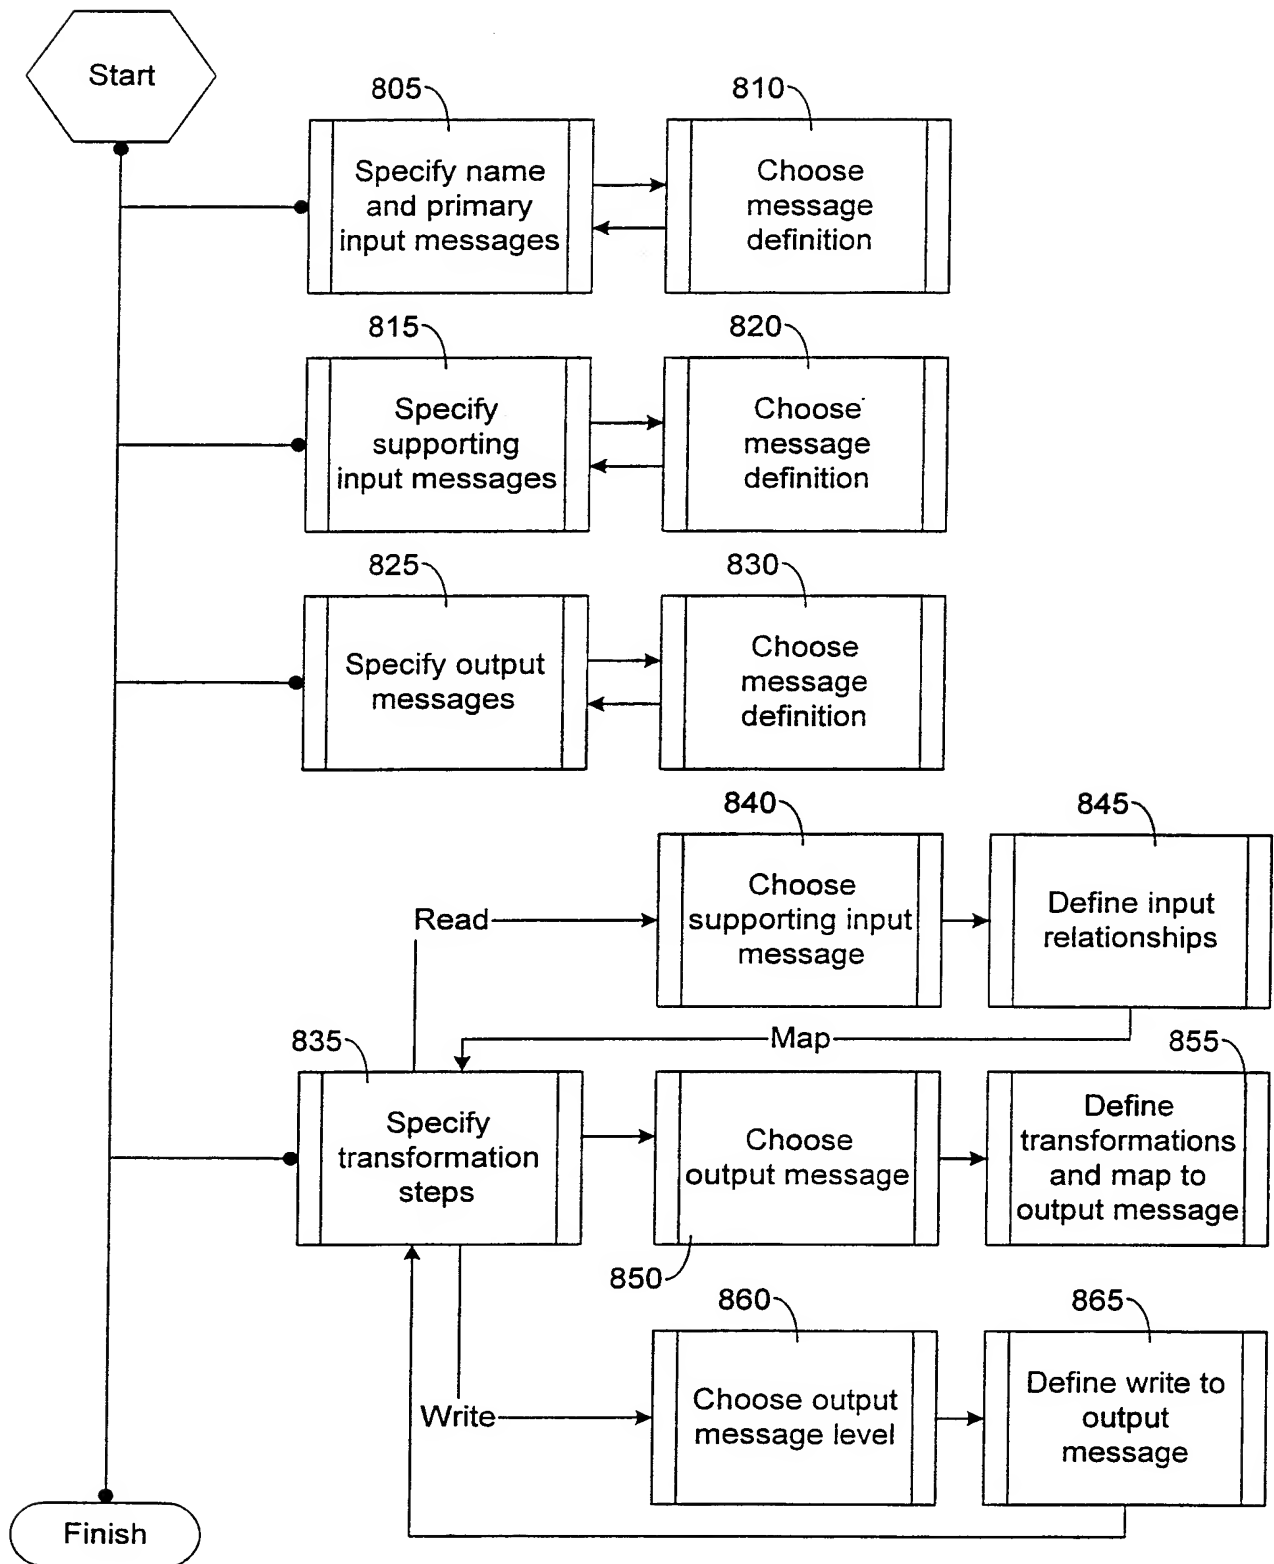 Start
805
810
Specify name
and primary
input messages
Choose
message
definition
815
820
Specify
supporting
input messages
Choose
message
definition
825
830
Specify output
messages
Choose
message
definition
840
845
Read
Choose
supporting input
message
Define input
relationships
Map
835
855
Specify
transformation
steps
Choose
output message
Define
transformations
and map to
output message
850
860
865
Write
Choose output
message level
Define write to
output
message
Finish